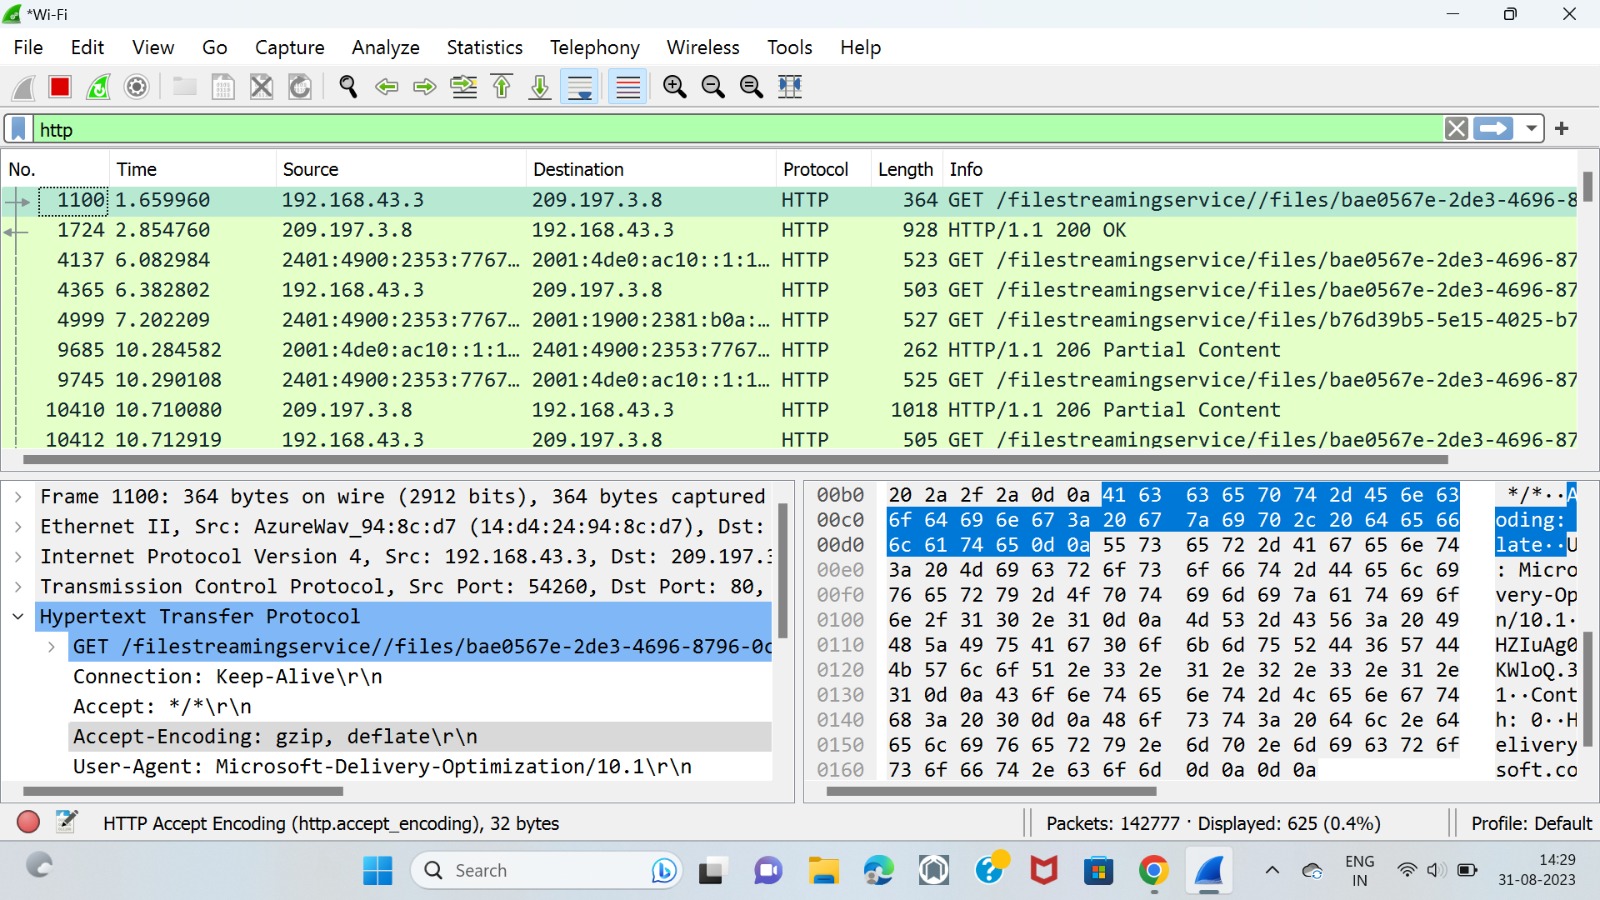 *Wi-Fi
File Edit View Go Capture Analyze Statistics Telephony Wireless Tools Help
http
No. Time Source Destination Protocol Length Info
1100 1.659960 192.168.43.3 209.197.3.8 HTTP 364 GET /filestreamingservice//files/bae0567e-2de3-4696-8
1724 2.854760 209.197.3.8 192.168.43.3 HTTP 928 HTTP/1.1 200 OK
4137 6.082984 2401:4900:2353:7767… 2001:4de0:ac10::1:1… HTTP 523 GET /filestreamingservice/files/bae0567e-2de3-4696-87
4365 6.382802 192.168.43.3 209.197.3.8 HTTP 503 GET /filestreamingservice/files/bae0567e-2de3-4696-87
4999 7.202209 2401:4900:2353:7767… 2001:1900:2381:b0a:… HTTP 527 GET /filestreamingservice/files/b76d39b5-5e15-4025-b7
9685 10.284582 2001:4de0:ac10::1:1… 2401:4900:2353:7767… HTTP 262 HTTP/1.1 206 Partial Content
9745 10.290108 2401:4900:2353:7767… 2001:4de0:ac10::1:1… HTTP 525 GET /filestreamingservice/files/bae0567e-2de3-4696-87
10410 10.710080 209.197.3.8 192.168.43.3 HTTP 1018 HTTP/1.1 206 Partial Content
10412 10.712919 192.168.43.3 209.197.3.8 HTTP 505 GET /filestreamingservice/files/bae0567e-2de3-4696-87
Frame 1100: 364 bytes on wire (2912 bits), 364 bytes captured
Ethernet II, Src: AzureWav_94:8c:d7 (14:d4:24:94:8c:d7), Dst:
Internet Protocol Version 4, Src: 192.168.43.3, Dst: 209.197.3
Transmission Control Protocol, Src Port: 54260, Dst Port: 80,
Hypertext Transfer Protocol
GET /filestreamingservice//files/bae0567e-2de3-4696-8796-0c
Connection: Keep-Alive\r\n
Accept: */*\r\n
Accept-Encoding: gzip, deflate\r\n
User-Agent: Microsoft-Delivery-Optimization/10.1\r\n
00b0 20 2a 2f 2a 0d 0a 41 63 63 65 70 74 2d 45 6e 63 */*··A
00c0 6f 64 69 6e 67 3a 20 67 7a 69 70 2c 20 64 65 66 oding:
00d0 6c 61 74 65 0d 0a 55 73 65 72 2d 41 67 65 6e 74 late··U
00e0 3a 20 4d 69 63 72 6f 73 6f 66 74 2d 44 65 6c 69 : Micro
00f0 76 65 72 79 2d 4f 70 74 69 6d 69 7a 61 74 69 6f very-Op
0100 6e 2f 31 30 2e 31 0d 0a 4d 53 2d 43 56 3a 20 49 n/10.1·
0110 48 5a 49 75 41 67 30 6f 6b 6d 75 52 44 36 57 44 HZIuAg0
0120 4b 57 6c 6f 51 2e 33 2e 31 2e 32 2e 33 2e 31 2e KWloQ.3
0130 31 0d 0a 43 6f 6e 74 65 6e 74 2d 4c 65 6e 67 74 1··Cont
0140 68 3a 20 30 0d 0a 48 6f 73 74 3a 20 64 6c 2e 64 h: 0··H
0150 65 6c 69 76 65 72 79 2e 6d 70 2e 6d 69 63 72 6f elivery
0160 73 6f 66 74 2e 63 6f 6d 0d 0a 0d 0a soft.co
HTTP Accept Encoding (http.accept_encoding), 32 bytes Packets: 142777 · Displayed: 625 (0.4%) Profile: Default
Search ENG 14:29
IN 31-08-2023